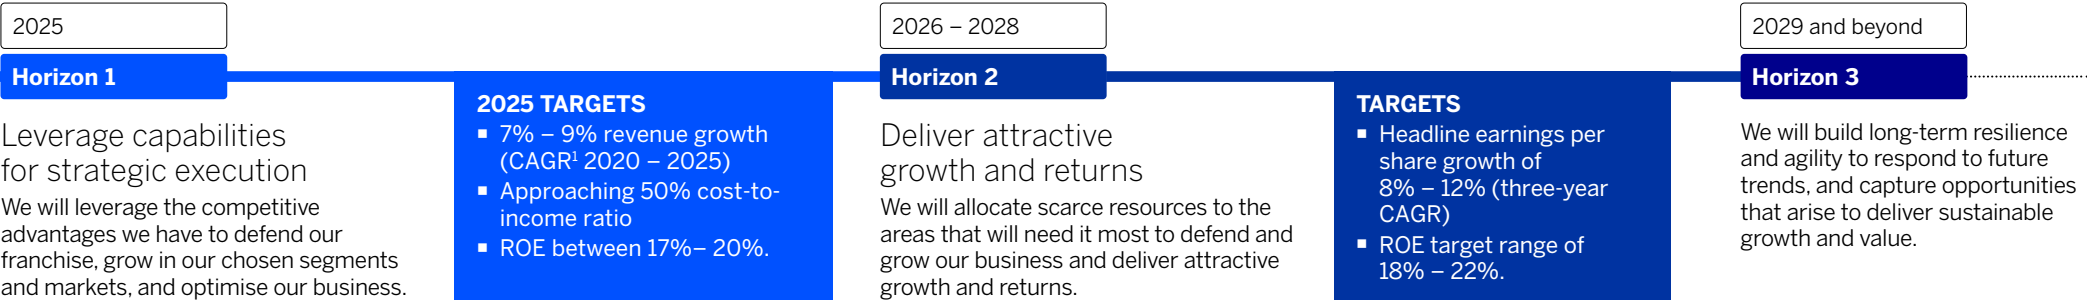 2025
Horizon 1
Leverage capabilities
for strategic execution
We will leverage the competitive
advantages we have to defend our
franchise, grow in our chosen segments
and markets, and optimise our business.
2025 TARGETS
▪ 7% – 9% revenue growth
(CAGR¹ 2020 – 2025)
▪ Approaching 50% cost-to-
income ratio
▪ ROE between 17%– 20%.
2026 – 2028
Horizon 2
Deliver attractive
growth and returns
We will allocate scarce resources to the
areas that will need it most to defend and
grow our business and deliver attractive
growth and returns.
TARGETS
▪ Headline earnings per
share growth of
8% – 12% (three-year
CAGR)
▪ ROE target range of
18% – 22%.
2029 and beyond
Horizon 3
We will build long-term resilience
and agility to respond to future
trends, and capture opportunities
that arise to deliver sustainable
growth and value.